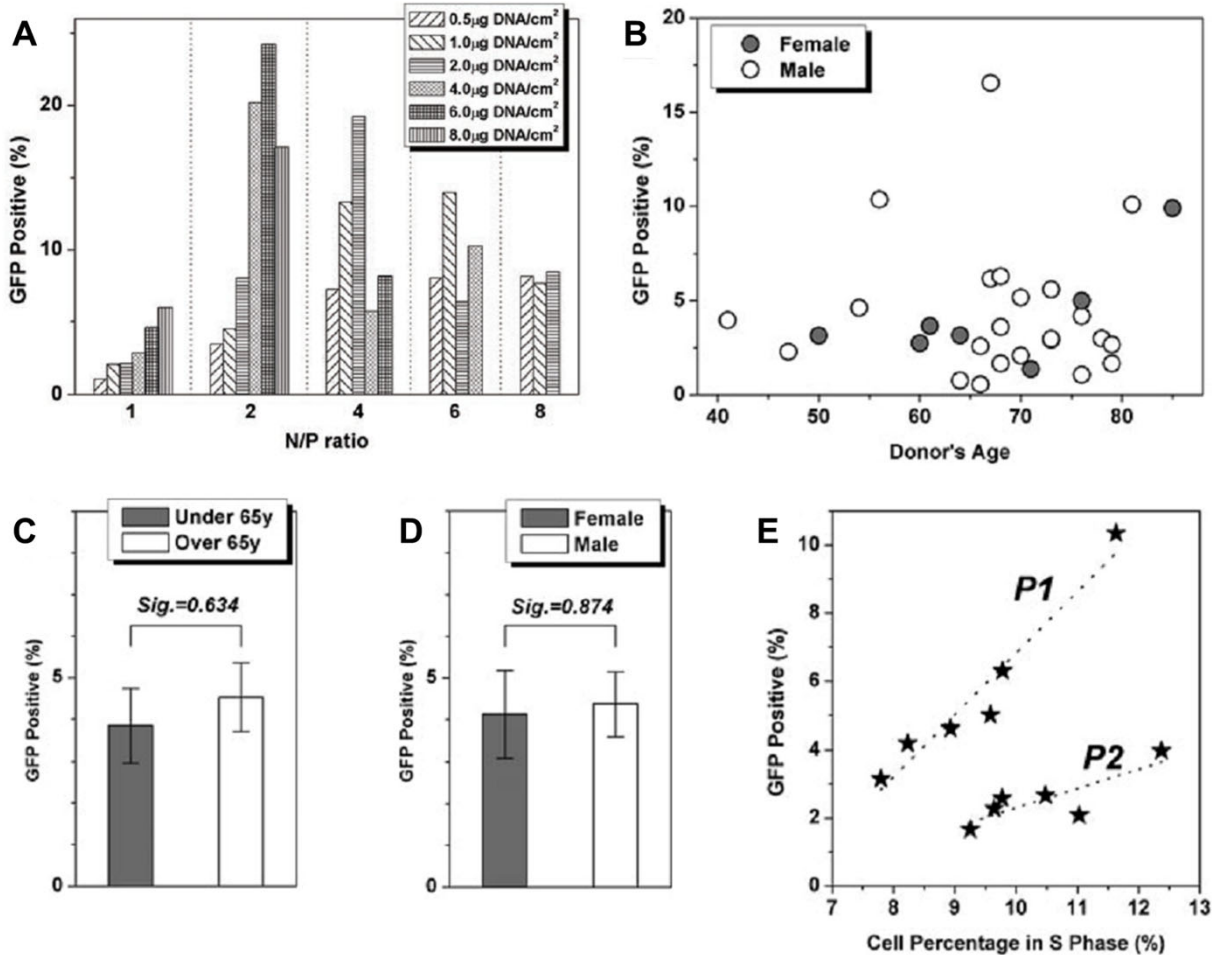 A
GFP Positive (%)
0
10
20
1
2
4
6
8
N/P ratio
0.5μg DNA/cm²
1.0μg DNA/cm²
2.0μg DNA/cm²
4.0μg DNA/cm²
6.0μg DNA/cm²
8.0μg DNA/cm²
B
GFP Positive (%)
20
15
10
5
0
40
50
60
70
80
Donor's Age
Female
Male
C
Under 65y
Over 65y
Sig.=0.634
GFP Positive (%)
5
0
D
Female
Male
Sig.=0.874
GFP Positive (%)
5
0
E
GFP Positive (%)
10
8
6
4
2
0
P1
P2
7
8
9
10
11
12
13
Cell Percentage in S Phase (%)